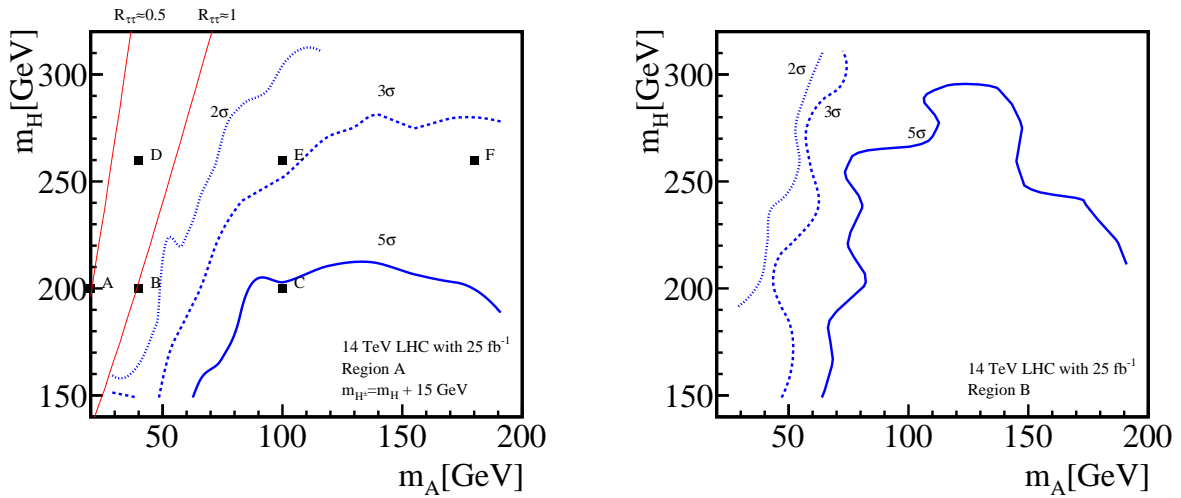 R_ττ≈0.5 R_ττ≈1
m_H[GeV]
300
250
200
150
2σ
3σ
5σ
D
E
F
A
B
C
14 TeV LHC with 25 fb⁻¹
Region A
m_H±=m_H + 15 GeV
50 100 150 200
m_A[GeV]
m_H[GeV]
300
250
200
150
2σ
3σ
5σ
14 TeV LHC with 25 fb⁻¹
Region B
50 100 150 200
m_A[GeV]